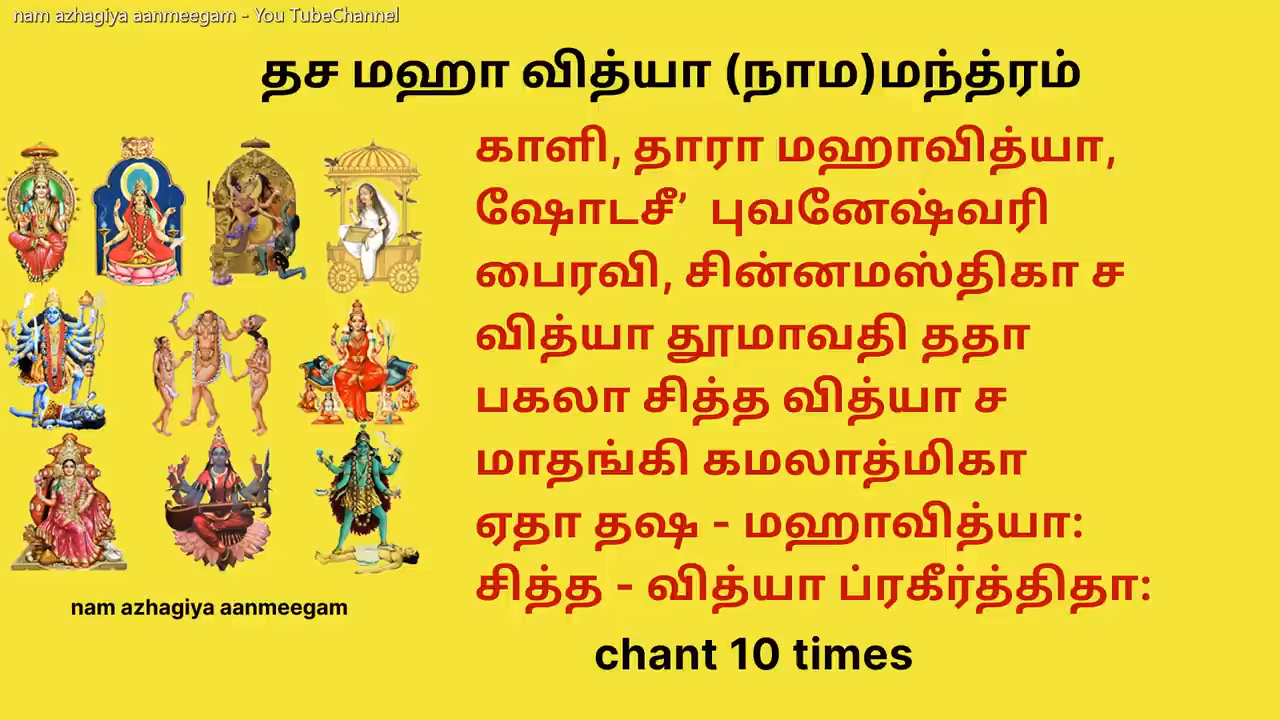 nam azhagiya aanmeegam - You TubeChannel
தச மஹா வித்யா (நாம)மந்த்ரம்
காளி, தாரா மஹாவித்யா,
ஷோடசீ’ புவனேஷ்வரி
பைரவி, சின்னமஸ்திகா ச
வித்யா தூமாவதி ததா
பகலா சித்த வித்யா ச
மாதங்கி கமலாத்மிகா
ஏதா தஷ - மஹாவித்யா:
சித்த - வித்யா ப்ரகீர்த்திதா:
nam azhagiya aanmeegam
chant 10 times